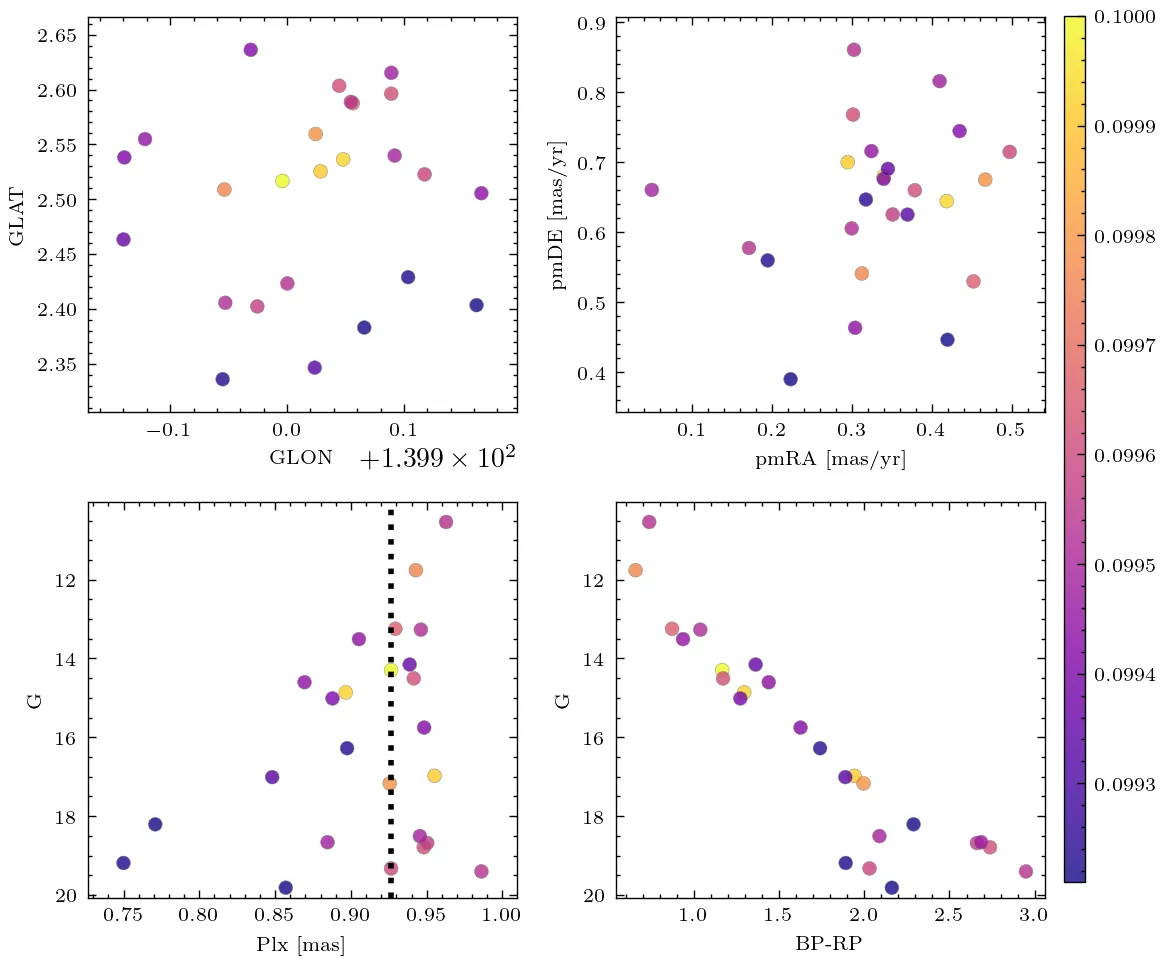 2.65
2.60
2.55
2.50
2.45
2.40
2.35
GLAT
−0.1 0.0 0.1
GLON +1.399 × 10²
0.9
0.8
0.7
0.6
0.5
0.4
pmDE [mas/yr]
0.1 0.2 0.3 0.4 0.5
pmRA [mas/yr]
0.1000
0.0999
0.0998
0.0997
0.0996
0.0995
0.0994
0.0993
12
14
16
18
20
G
0.75 0.80 0.85 0.90 0.95 1.00
Plx [mas]
12
14
16
18
20
G
1.0 1.5 2.0 2.5 3.0
BP-RP